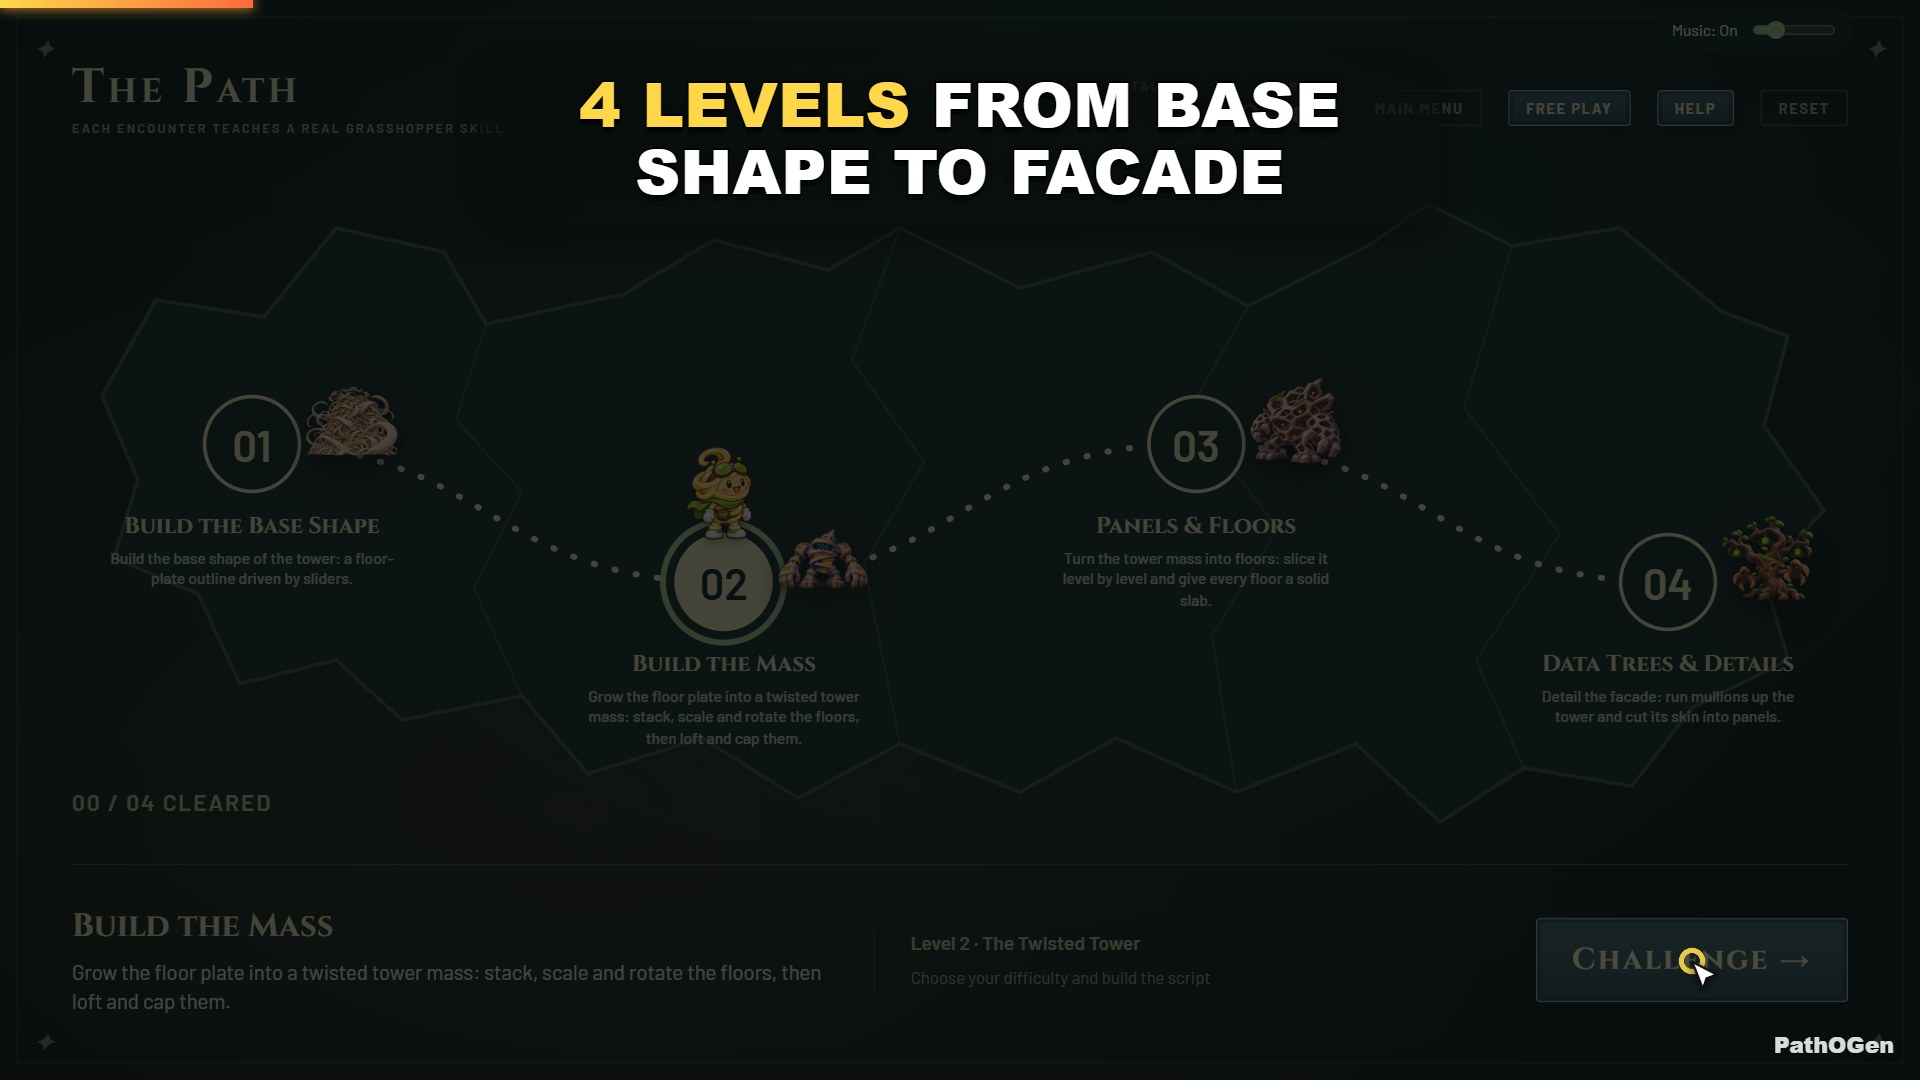 Music: On
THE PATH
EACH ENCOUNTER TEACHES A REAL GRASSHOPPER SKILL
4 LEVELS FROM BASE
SHAPE TO FACADE
MAIN MENU
FREE PLAY
HELP
RESET
01
BUILD THE BASE SHAPE
Build the base shape of the tower: a floor-
plate outline driven by sliders.
02
BUILD THE MASS
Grow the floor plate into a twisted tower
mass: stack, scale and rotate the floors,
then loft and cap them.
03
PANELS & FLOORS
Turn the tower mass into floors: slice it
level by level and give every floor a solid
slab.
04
DATA TREES & DETAILS
Detail the facade: run mullions up the
tower and cut its skin into panels.
00 / 04 CLEARED
BUILD THE MASS
Grow the floor plate into a twisted tower mass: stack, scale and rotate the floors, then
loft and cap them.
Level 2 · The Twisted Tower
Choose your difficulty and build the script
CHALLENGE →
PathOGen